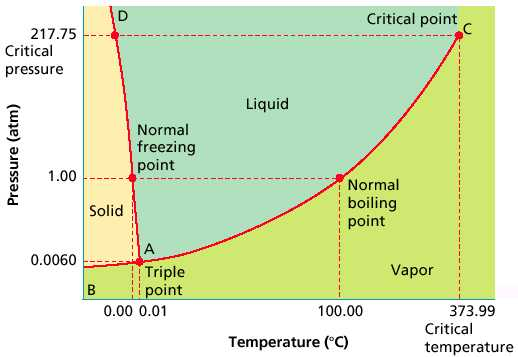 D
Critical point
217.75
C
Critical
pressure
Liquid
Pressure (atm)
Normal
freezing
point
1.00
Normal
boiling
point
Solid
A
0.0060
Triple
point
Vapor
B
0.00 0.01
100.00
373.99
Critical
temperature
Temperature (°C)